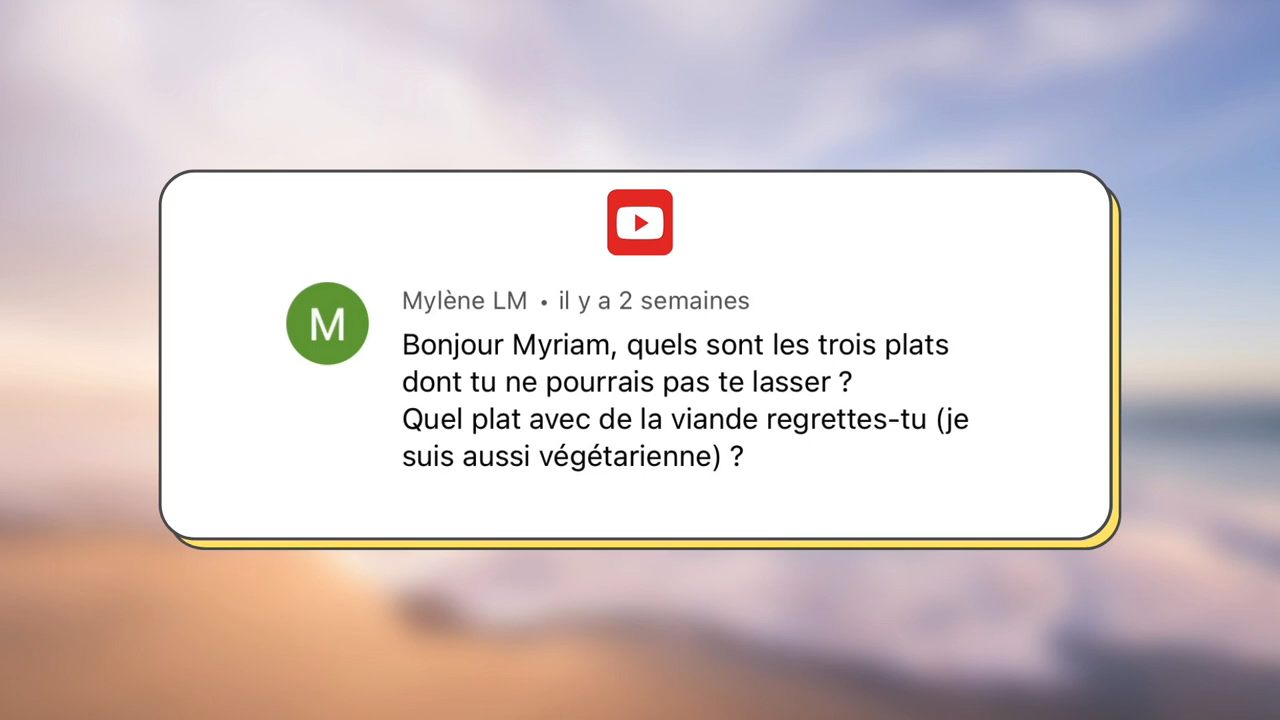 Mylène LM • il y a 2 semaines
Bonjour Myriam, quels sont les trois plats
dont tu ne pourrais pas te lasser ?
Quel plat avec de la viande regrettes-tu (je
suis aussi végétarienne) ?